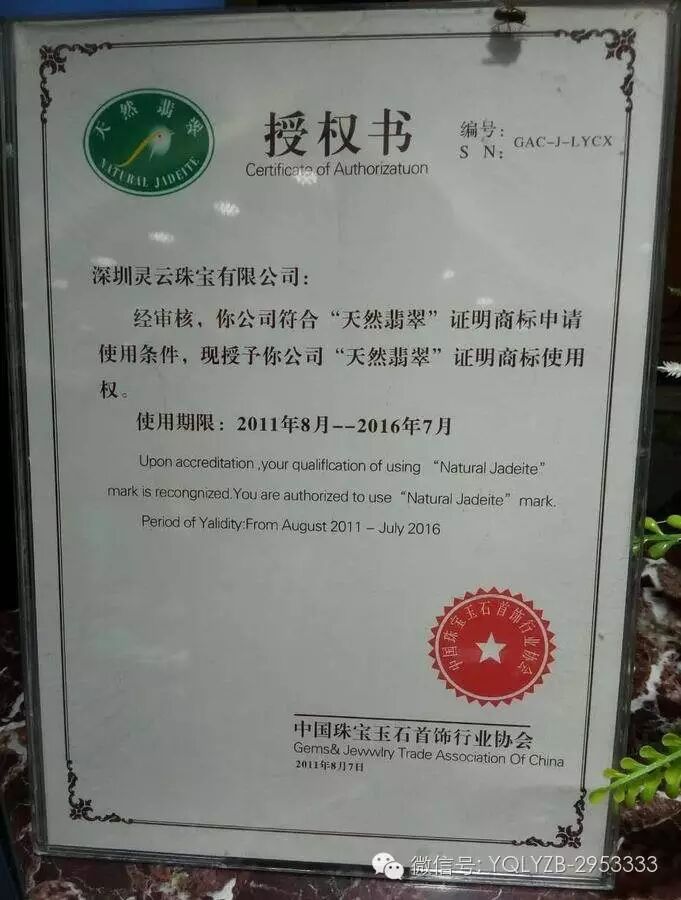 天然翡翠
NATURAL JADEITE
授权书
Certificate of Authorizatuon
编号:
S N:
GAC-J-LYCX
深圳灵云珠宝有限公司:
经审核,你公司符合“天然翡翠”证明商标申请
使用条件,现授予你公司“天然翡翠”证明商标使用
权。
使用期限:2011年8月--2016年7月
Upon accreditation ,your qualiflcation of using “Natural Jadeite”
mark is recongnized.You are authorized to use“Natural Jadeite”mark.
Period of Yalidity:From August 2011 – July 2016
中国珠宝玉石首饰行业协会
中国珠宝玉石首饰行业协会
Gems& Jewwlry Trade Association Of China
2011年8月7日
微信号: YQLYZB-2953333